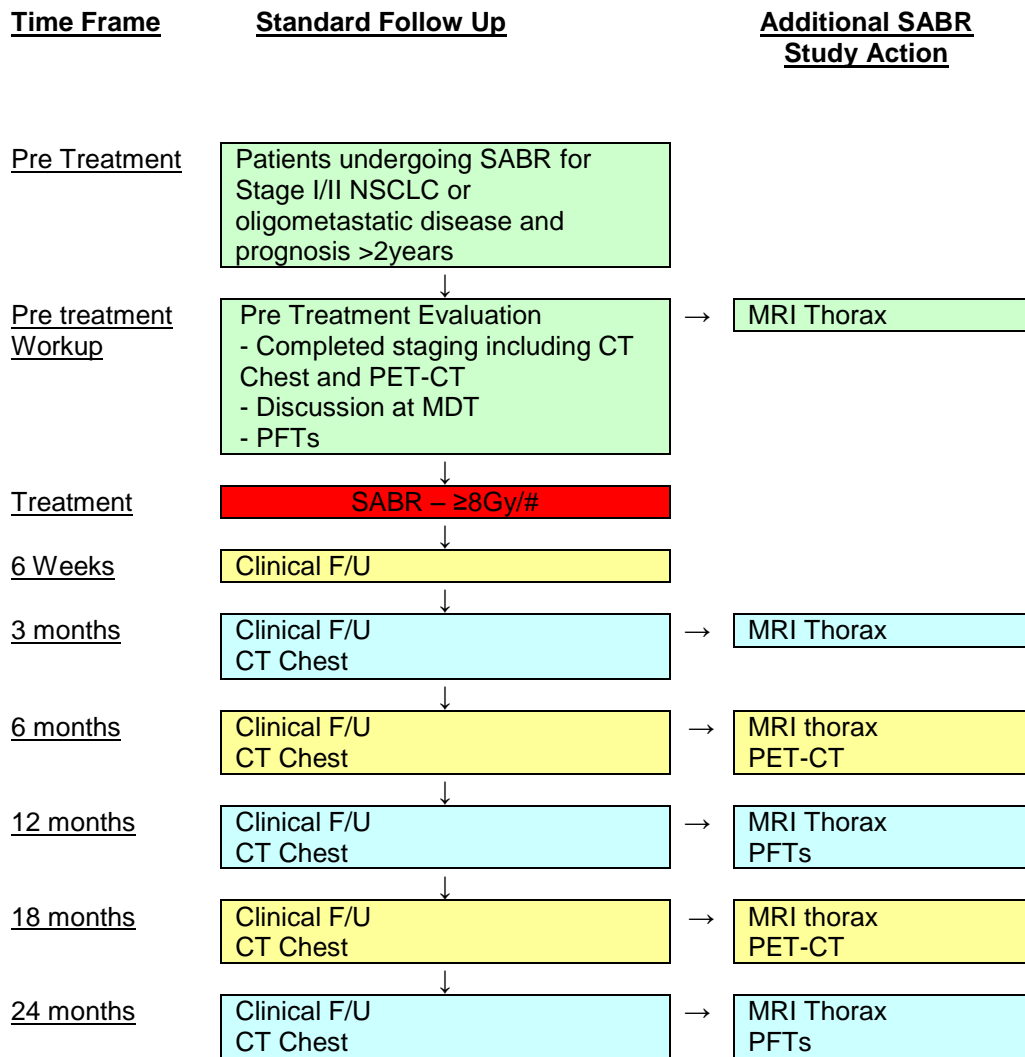 Time Frame Standard Follow Up Additional SABR
Study Action
Pre Treatment Patients undergoing SABR for
Stage I/II NSCLC or
oligometastatic disease and
prognosis >2years
↓
Pre treatment Pre Treatment Evaluation → MRI Thorax
Workup - Completed staging including CT
Chest and PET-CT
- Discussion at MDT
- PFTs
↓
Treatment SABR – ≥8Gy/#
↓
6 Weeks Clinical F/U
↓
3 months Clinical F/U → MRI Thorax
CT Chest
↓
6 months Clinical F/U → MRI thorax
CT Chest PET-CT
↓
12 months Clinical F/U → MRI Thorax
CT Chest PFTs
↓
18 months Clinical F/U → MRI thorax
CT Chest PET-CT
↓
24 months Clinical F/U → MRI Thorax
CT Chest PFTs